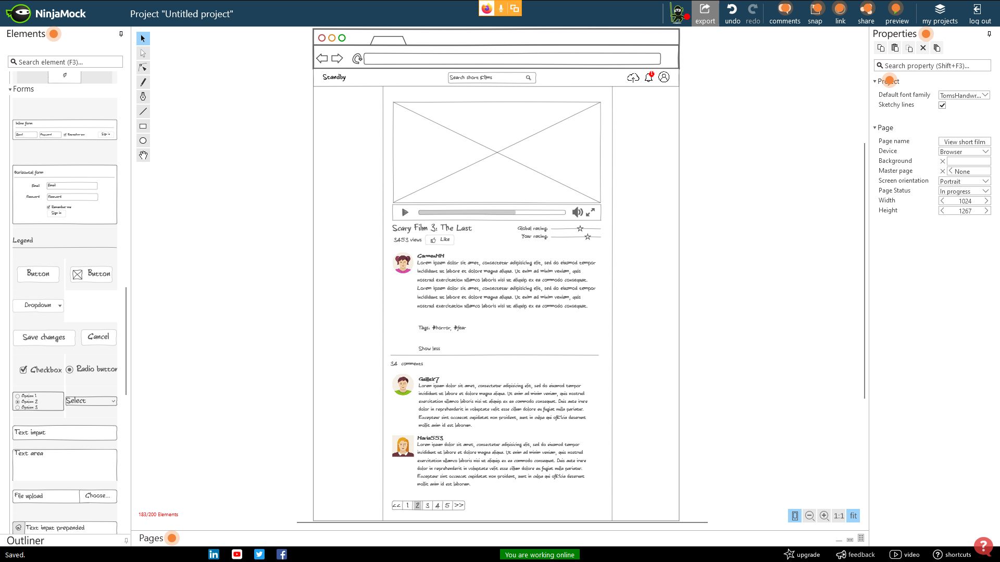 NinjaMock
Project "Untitled project"
export
undo
redo
comments
snap
link
share
preview
my projects
log out
Elements
Search element (F3)...
Forms
Inline form
Email
Password
Remember me
Sign in
Horizontal form
Email
Email
Password
Password
Remember me
Sign in
Legend
Button
Button
Dropdown
Save changes
Cancel
Checkbox
Radio button
Option 1
Option 2
Option 3
Select
Text input
Text area
File upload
Choose...
@ Text input prepended
Outliner
Standby
Search short films
1
Scary Film 3: The Last
3453 views
Like
Global rating:
Your rating:
CarmenMM
Lorem ipsum dolor sit amet, consectetur adipisicing elit, sed do eiusmod tempor
incididunt ut labore et dolore magna aliqua. Ut enim ad minim veniam, quis
nostrud exercitation ullamco laboris nisi ut aliquip ex ea commodo consequat.
Lorem ipsum dolor sit amet, consectetur adipisicing elit, sed do eiusmod tempor
incididunt ut labore et dolore magna aliqua. Ut enim ad minim veniam, quis
nostrud exercitation ullamco laboris nisi ut aliquip ex ea commodo consequat.
Tags: #horror, #fear
Show less
34 comments
Guillex7
Lorem ipsum dolor sit amet, consectetur adipisicing elit, sed do eiusmod tempor
incididunt ut labore et dolore magna aliqua. Ut enim ad minim veniam, quis nostrud
exercitation ullamco laboris nisi ut aliquip ex ea commodo consequat. Duis aute irure
dolor in reprehenderit in voluptate velit esse cillum dolore eu fugiat nulla pariatur.
Excepteur sint occaecat cupidatat non proident, sunt in culpa qui officia deserunt
mollit anim id est laborum.
Maria553
Lorem ipsum dolor sit amet, consectetur adipisicing elit, sed do eiusmod tempor
incididunt ut labore et dolore magna aliqua. Ut enim ad minim veniam, quis nostrud
exercitation ullamco laboris nisi ut aliquip ex ea commodo consequat. Duis aute irure
dolor in reprehenderit in voluptate velit esse cillum dolore eu fugiat nulla pariatur.
Excepteur sint occaecat cupidatat non proident, sunt in culpa qui officia deserunt
mollit anim id est laborum.
<< 1 2 3 4 5 >>
183/200 Elements
1:1
fit
Pages
Properties
Search property (Shift+F3)...
Project
Default font family
TomsHandwr...
Sketchy lines
Page
Page name
View short film
Device
Browser
Background
Master page
None
Screen orientation
Portrait
Page Status
In progress
Width
1024
Height
1267
Saved.
You are working online
upgrade
feedback
video
shortcuts
?